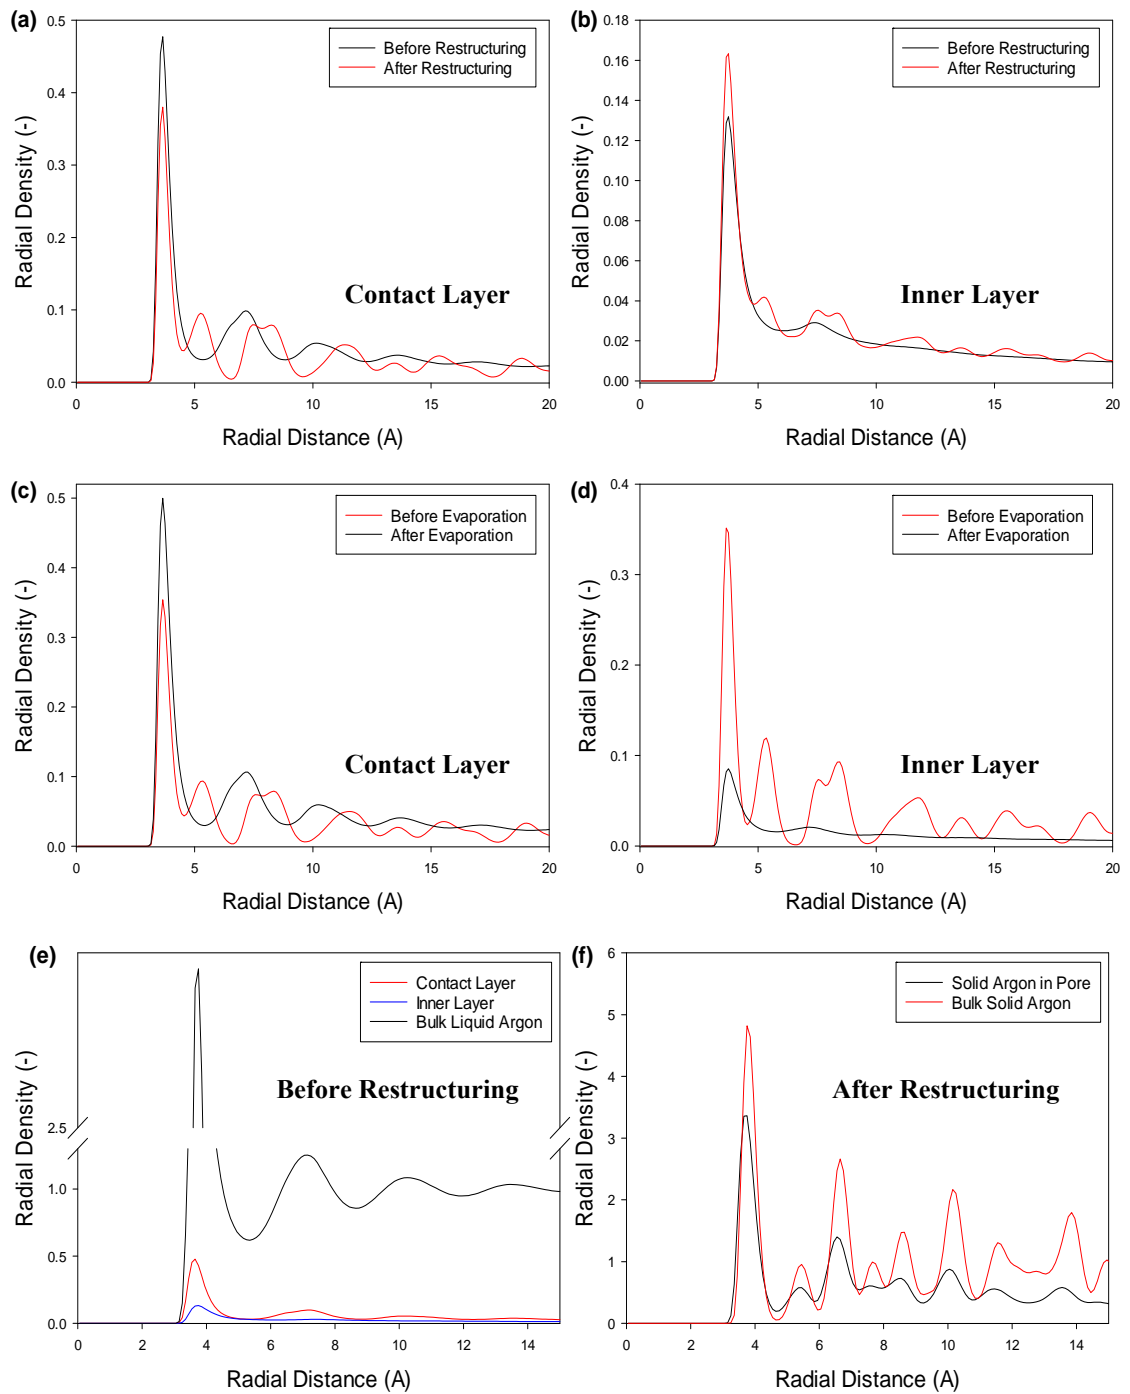 (a)
0.5
0.4
0.3
0.2
0.1
0.0
Radial Density (-)
Before Restructuring
After Restructuring
Contact Layer
0 5 10 15 20
Radial Distance (A)
(b)
0.18
0.16
0.14
0.12
0.10
0.08
0.06
0.04
0.02
0.00
Radial Density (-)
Before Restructuring
After Restructuring
Inner Layer
0 5 10 15 20
Radial Distance (A)
(c)
0.5
0.4
0.3
0.2
0.1
0.0
Radial Density (-)
Before Evaporation
After Evaporation
Contact Layer
0 5 10 15 20
Radial Distance (A)
(d)
0.4
0.3
0.2
0.1
0.0
Radial Density (-)
Before Evaporation
After Evaporation
Inner Layer
0 5 10 15 20
Radial Distance (A)
(e)
2.5
1.0
0.5
0.0
Radial Density (-)
Contact Layer
Inner Layer
Bulk Liquid Argon
Before Restructuring
0 2 4 6 8 10 12 14
Radial Distance (A)
(f)
6
5
4
3
2
1
0
Radial Density (-)
Solid Argon in Pore
Bulk Solid Argon
After Restructuring
0 2 4 6 8 10 12 14
Radial Distance (A)